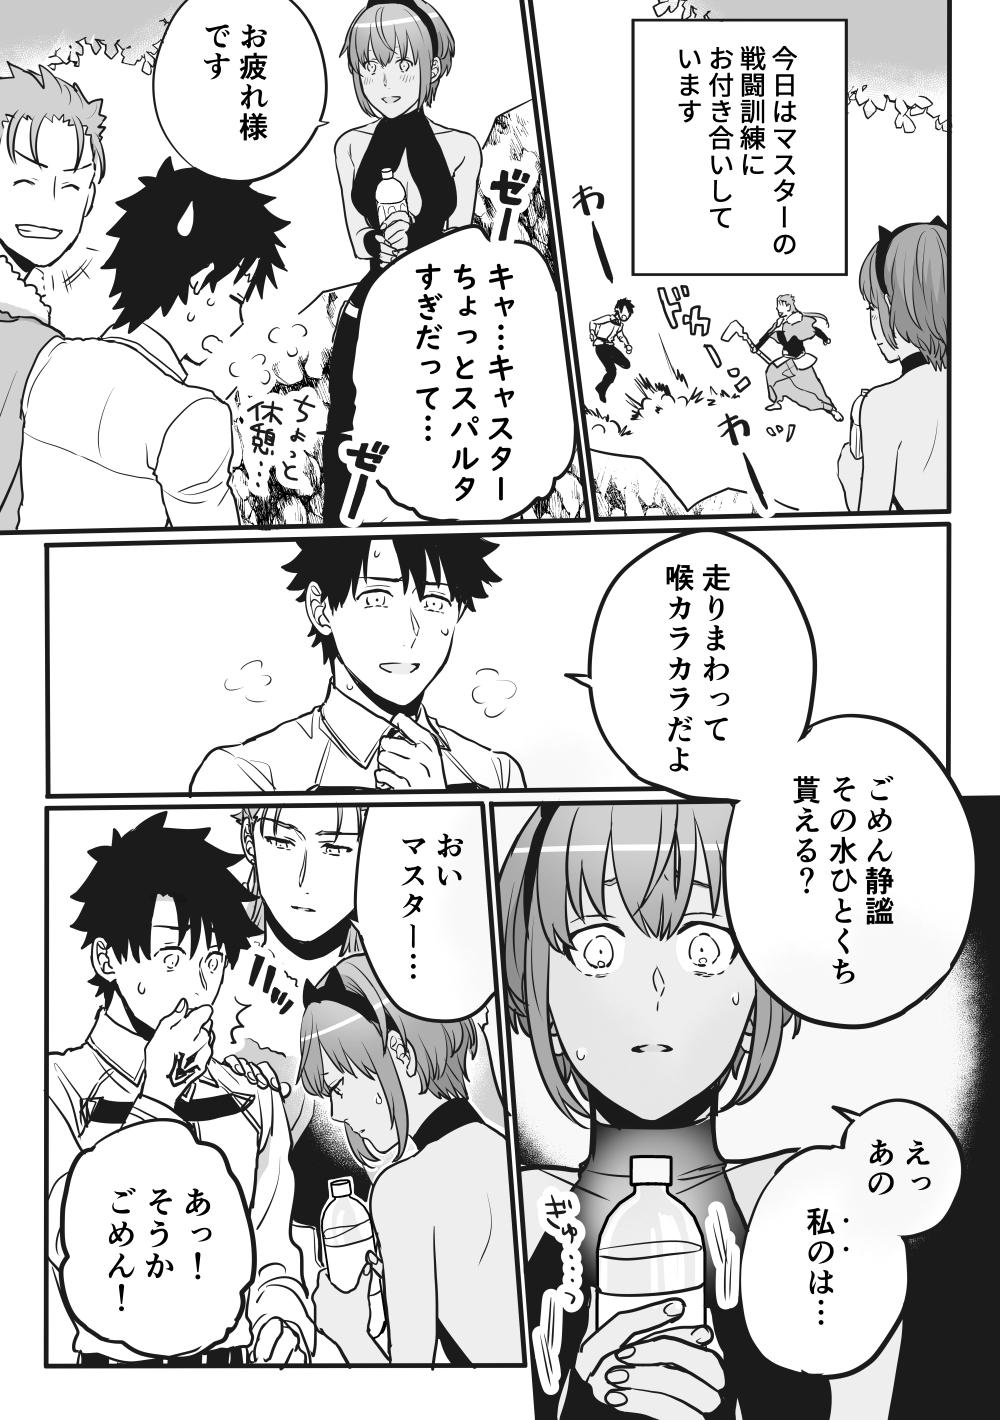 今日はマスターの
戦闘訓練に
お付き合いして
います
わーっ
ドカーン
わーっ
お疲れ様
です
ゼー
キャ…キャスター
ちょっとスパルタ
すぎだって…
ゼー
ちょっと
休憩…
走りまわって
喉カラカラだよ
ごめん静謐
その水ひとくち
貰える？
えっ
あの
私のは…
ぎゅ…
おい
マスター…
ハッ
あっ！
そうか
ごめん！